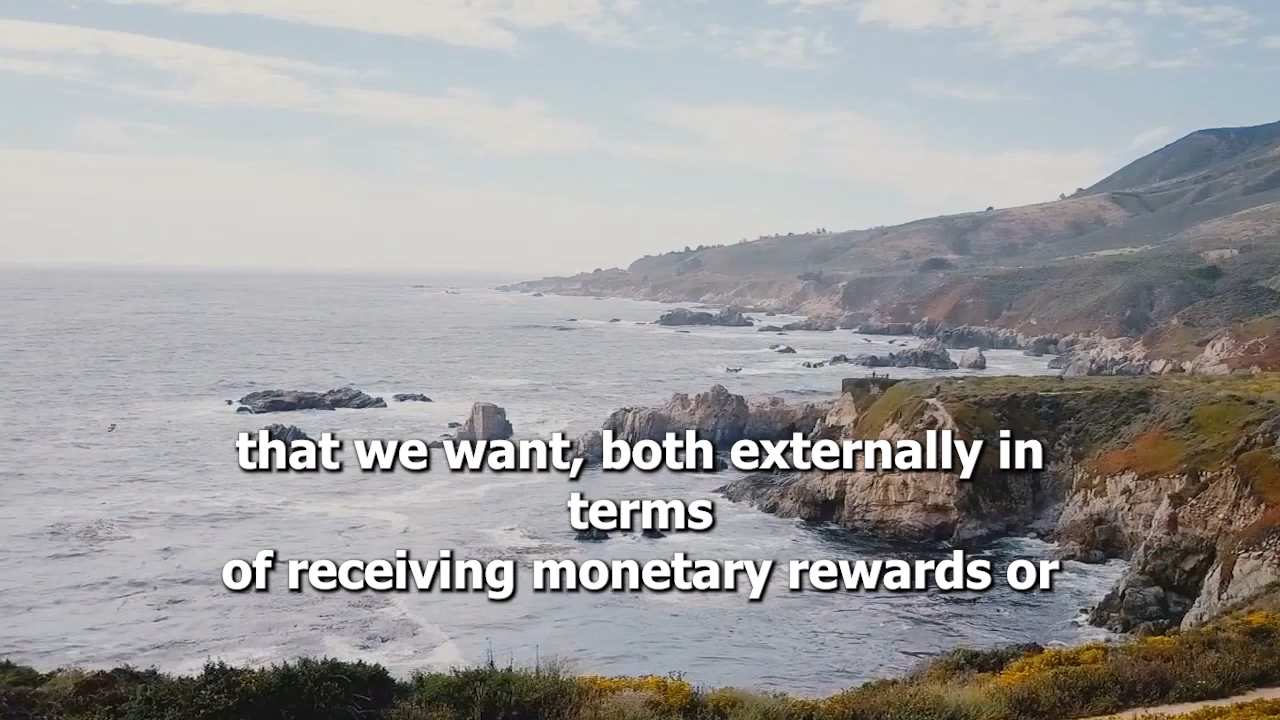 that we want, both externally in
terms
of receiving monetary rewards or